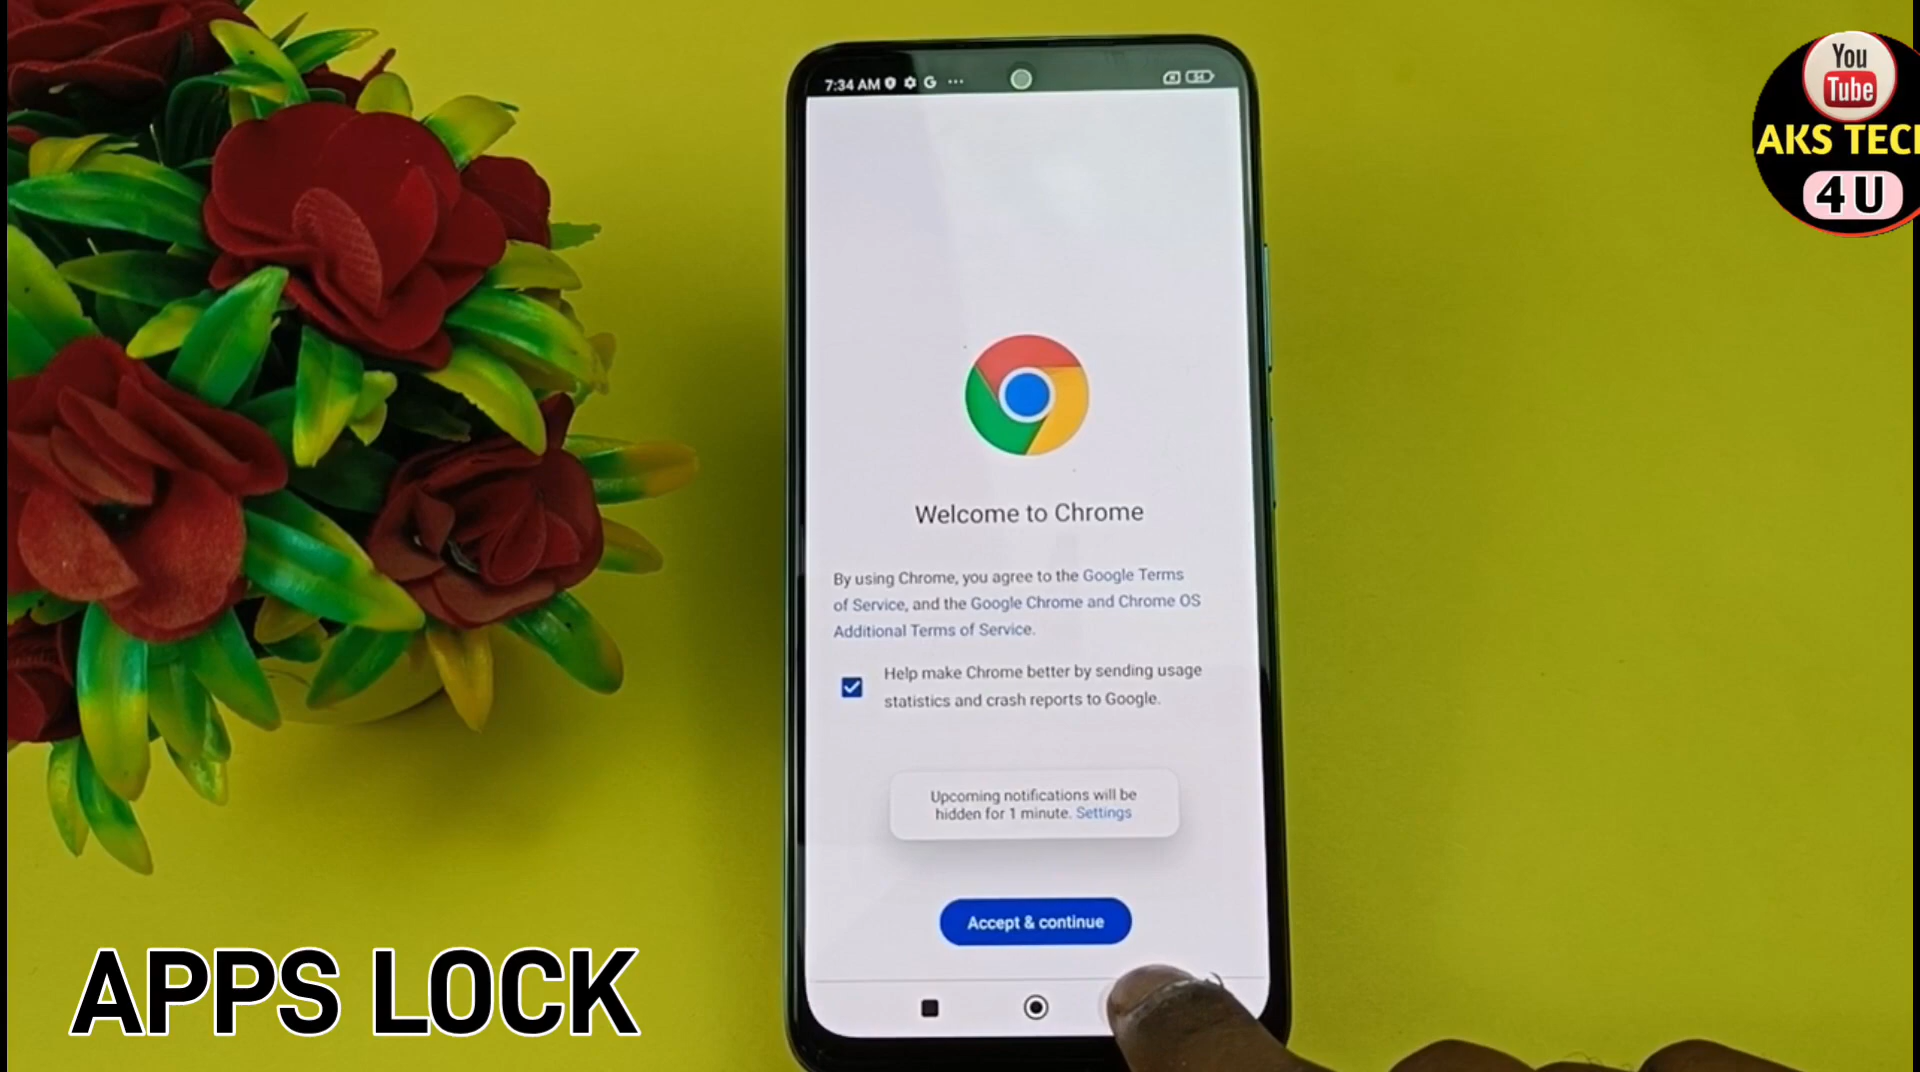 7:34 AM
54
You
Tube
AKS TECH
4 U
Welcome to Chrome
By using Chrome, you agree to the Google Terms
of Service, and the Google Chrome and Chrome OS
Additional Terms of Service.
Help make Chrome better by sending usage
statistics and crash reports to Google.
Upcoming notifications will be
hidden for 1 minute. Settings
Accept & continue
APPS LOCK